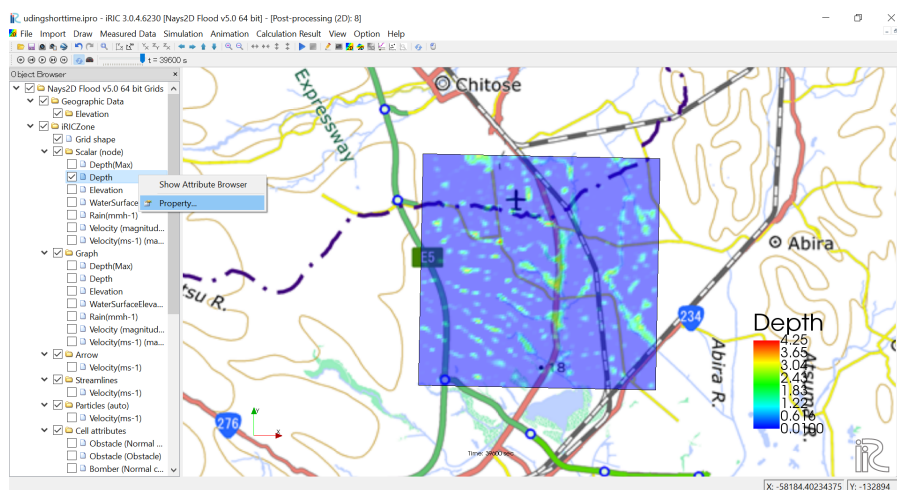 udingshorttime.ipro - iRIC 3.0.4.6230 [Nays2D Flood v5.0 64 bit] - [Post-processing (2D): 8]
File Import Draw Measured Data Simulation Animation Calculation Result View Option Help
t = 39600 s
Object Browser
Nays2D Flood v5.0 64 bit Grids
Geographic Data
Elevation
iRICZone
Grid shape
Scalar (node)
Depth(Max)
Depth
Elevation
WaterSurface
Rain(mmh-1)
Velocity (magnitud...
Velocity(ms-1) (ma...
Graph
Depth(Max)
Depth
Elevation
WaterSurfaceEleva...
Rain(mmh-1)
Velocity (magnitud...
Velocity(ms-1) (ma...
Arrow
Velocity(ms-1)
Streamlines
Velocity(ms-1)
Particles (auto)
Velocity(ms-1)
Cell attributes
Obstacle (Normal ...
Obstacle (Obstacle)
Bomber (Normal c...
Show Attribute Browser
Property...
Expressway
Chitose
Abira
E5
tsu R.
234
Abira R.
276
18
Y
X
Time: 39600 sec
Depth
4.25
3.65
3.04
2.43
1.83
1.22
0.616
0.0100
iRiC
X: -58184.40234375 Y: -132894